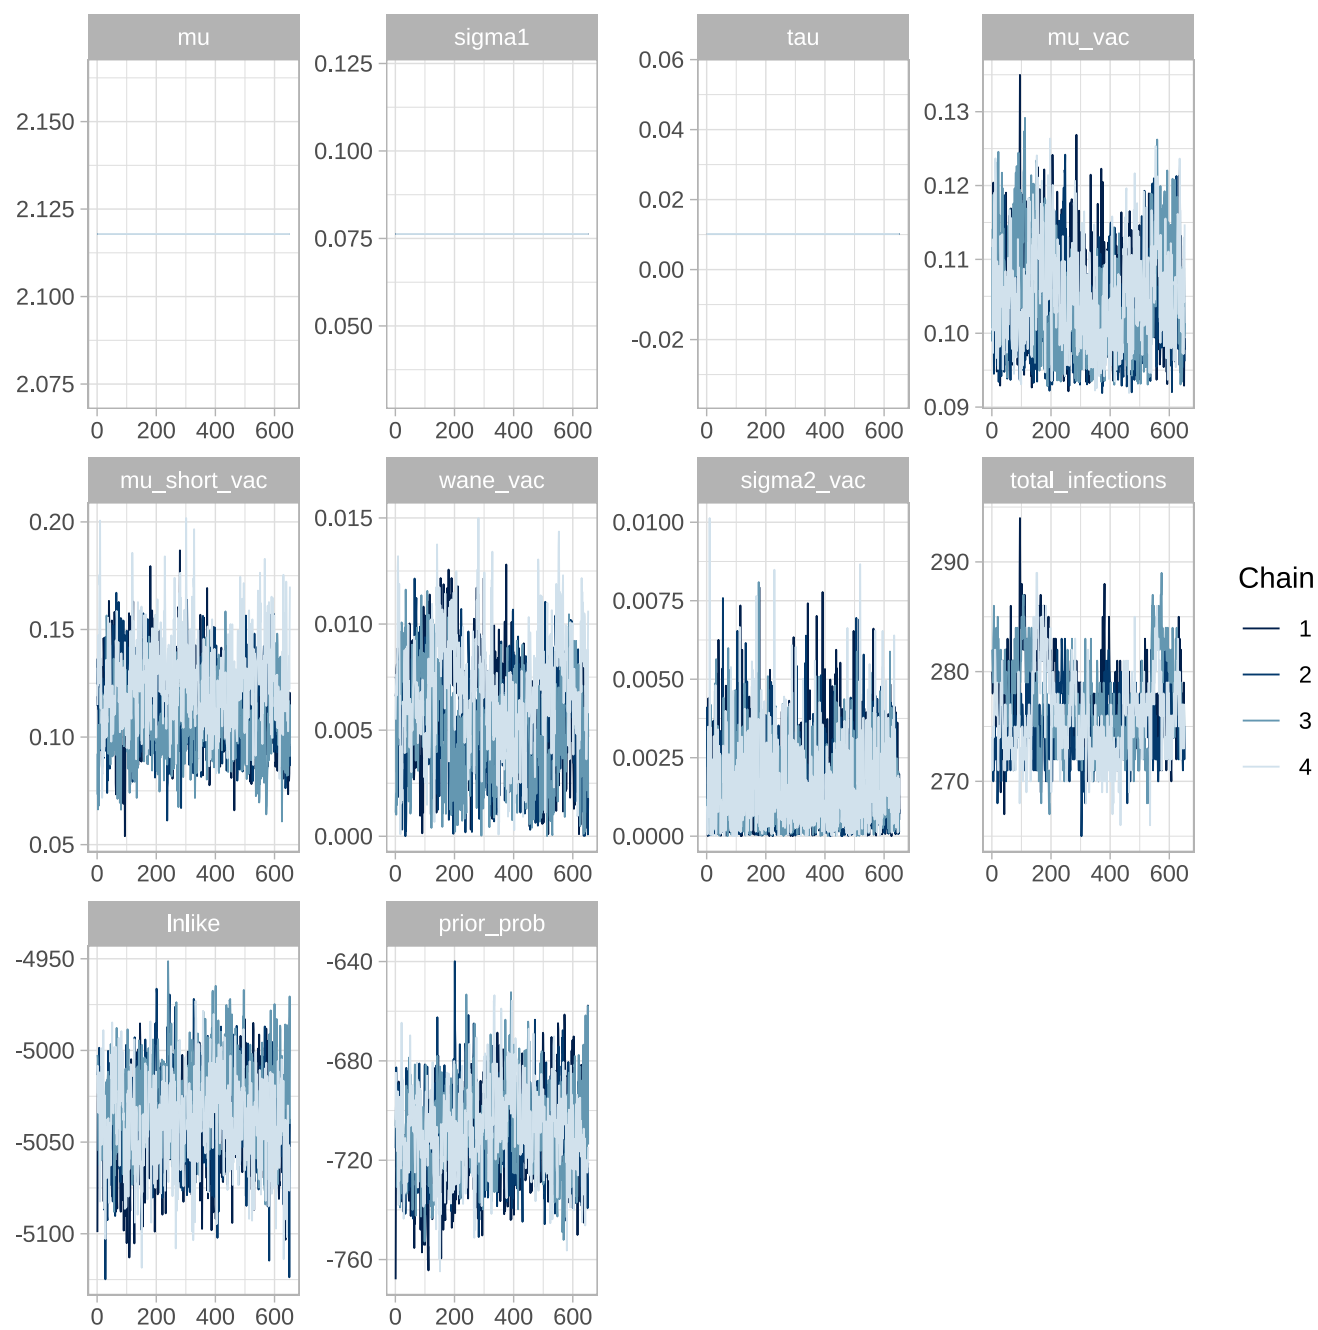 mu
sigma1
tau
mu_vac
2.150
2.125
2.100
2.075
0.125
0.100
0.075
0.050
0.06
0.04
0.02
0.00
-0.02
0.13
0.12
0.11
0.10
0.09
0 200 400 600
0 200 400 600
0 200 400 600
0 200 400 600
mu_short_vac
wane_vac
sigma2_vac
total_infections
0.20
0.15
0.10
0.05
0.015
0.010
0.005
0.000
0.0100
0.0075
0.0050
0.0025
0.0000
290
280
270
0 200 400 600
0 200 400 600
0 200 400 600
0 200 400 600
lnlike
prior_prob
-4950
-5000
-5050
-5100
-640
-680
-720
-760
0 200 400 600
0 200 400 600
Chain
1
2
3
4